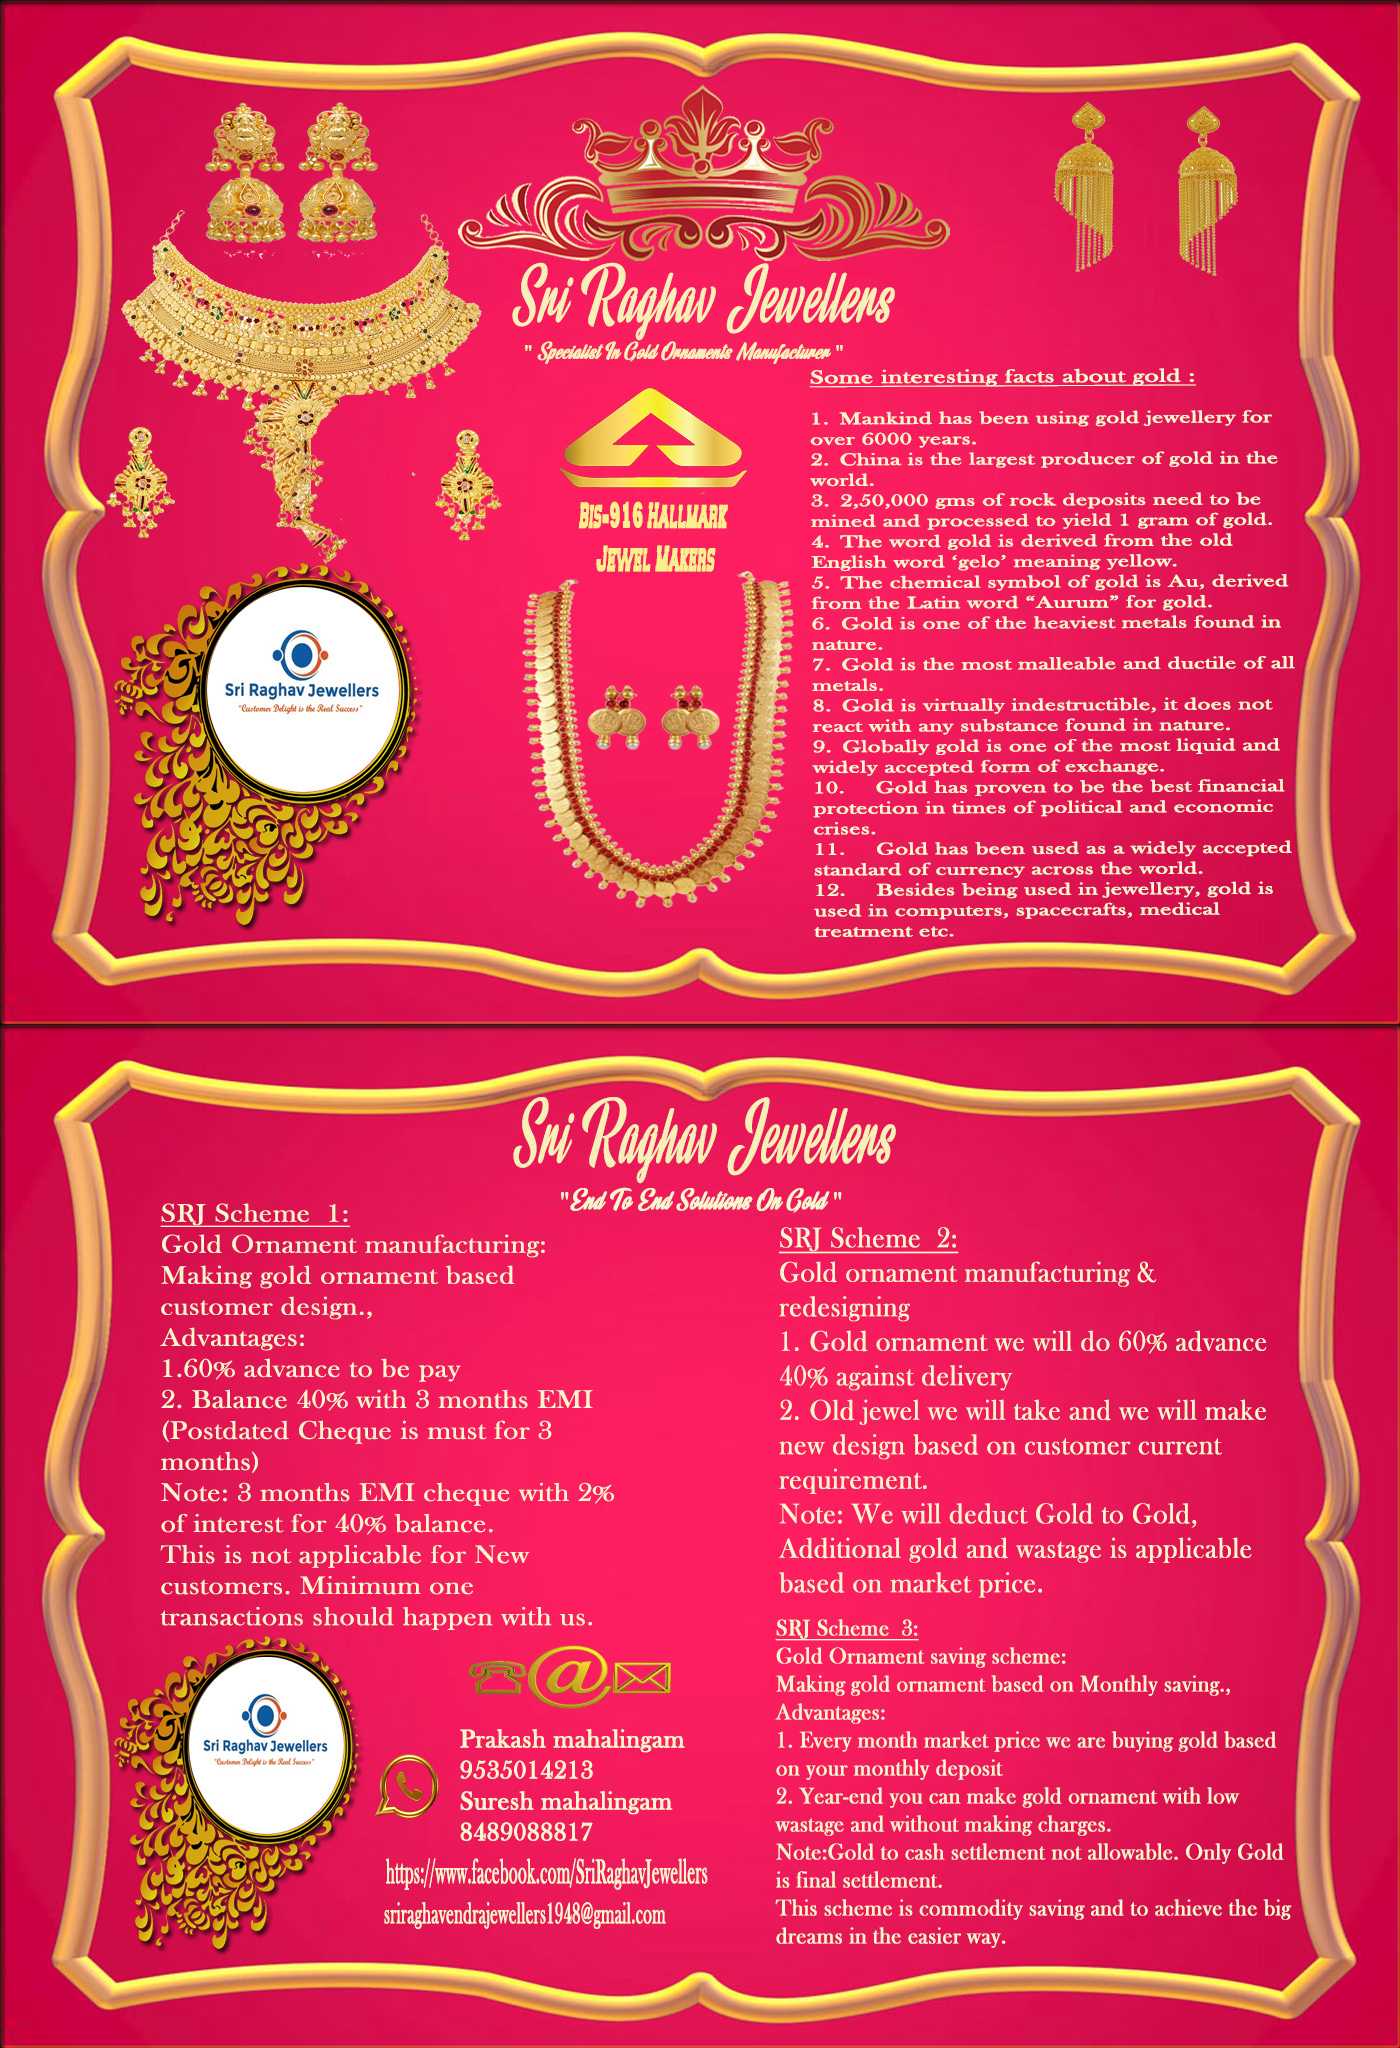 Sri Raghav Jewellers
" Specialist In Gold Ornaments Manufacturer "
Bis-916 Hallmark
Jewel Makers
Sri Raghav Jewellers
"Customer Delight is the Real Success"
Some interesting facts about gold :
1. Mankind has been using gold jewellery for
over 6000 years.
2. China is the largest producer of gold in the
world.
3. 2,50,000 gms of rock deposits need to be
mined and processed to yield 1 gram of gold.
4. The word gold is derived from the old
English word ‘gelo’ meaning yellow.
5. The chemical symbol of gold is Au, derived
from the Latin word “Aurum” for gold.
6. Gold is one of the heaviest metals found in
nature.
7. Gold is the most malleable and ductile of all
metals.
8. Gold is virtually indestructible, it does not
react with any substance found in nature.
9. Globally gold is one of the most liquid and
widely accepted form of exchange.
10. Gold has proven to be the best financial
protection in times of political and economic
crises.
11. Gold has been used as a widely accepted
standard of currency across the world.
12. Besides being used in jewellery, gold is
used in computers, spacecrafts, medical
treatment etc.
Sri Raghav Jewellers
"End To End Solutions On Gold "
SRJ Scheme 1:
Gold Ornament manufacturing:
Making gold ornament based
customer design.,
Advantages:
1.60% advance to be pay
2. Balance 40% with 3 months EMI
(Postdated Cheque is must for 3
months)
Note: 3 months EMI cheque with 2%
of interest for 40% balance.
This is not applicable for New
customers. Minimum one
transactions should happen with us.
SRJ Scheme 2:
Gold ornament manufacturing &
redesigning
1. Gold ornament we will do 60% advance
40% against delivery
2. Old jewel we will take and we will make
new design based on customer current
requirement.
Note: We will deduct Gold to Gold,
Additional gold and wastage is applicable
based on market price.
SRJ Scheme 3:
Gold Ornament saving scheme:
Making gold ornament based on Monthly saving.,
Advantages:
1. Every month market price we are buying gold based
on your monthly deposit
2. Year-end you can make gold ornament with low
wastage and without making charges.
Note:Gold to cash settlement not allowable. Only Gold
is final settlement.
This scheme is commodity saving and to achieve the big
dreams in the easier way.
Sri Raghav Jewellers
"Customer Delight is the Real Success"
@
Prakash mahalingam
9535014213
Suresh mahalingam
8489088817
https://www.facebook.com/SriRaghavJewellers
sriraghavendrajewellers1948@gmail.com